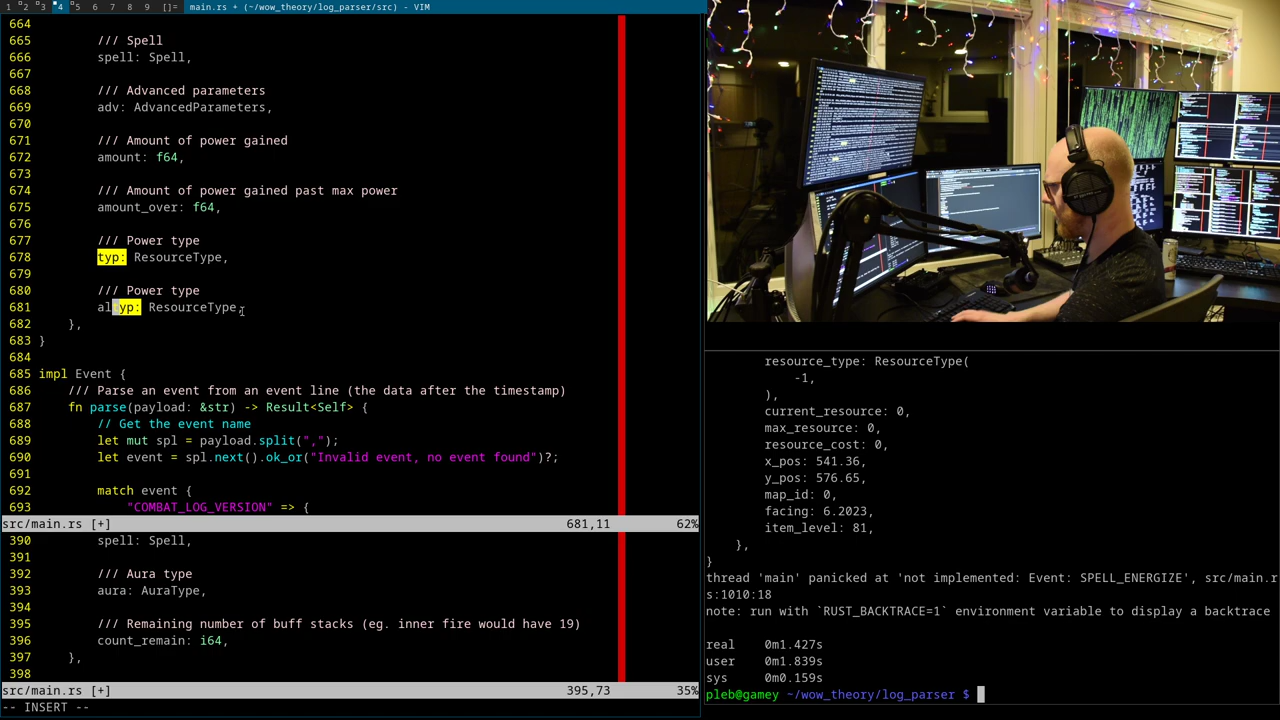 1 2 3 4 5 6 7 8 9 []= main.rs + (~/wow_theory/log_parser/src) - VIM
664
665 /// Spell
666 spell: Spell,
667
668 /// Advanced parameters
669 adv: AdvancedParameters,
670
671 /// Amount of power gained
672 amount: f64,
673
674 /// Amount of power gained past max power
675 amount_over: f64,
676
677 /// Power type
678 typ: ResourceType,
679
680 /// Power type
681 altyp: ResourceType,
682 },
683 }
684
685 impl Event {
686 /// Parse an event from an event line (the data after the timestamp)
687 fn parse(payload: &str) -> Result<Self> {
688 // Get the event name
689 let mut spl = payload.split(",");
690 let event = spl.next().ok_or("Invalid event, no event found")?;
691
692 match event {
693 "COMBAT_LOG_VERSION" => {
src/main.rs [+] 681,11 62%
390 spell: Spell,
391
392 /// Aura type
393 aura: AuraType,
394
395 /// Remaining number of buff stacks (eg. inner fire would have 19)
396 count_remain: i64,
397 },
398
src/main.rs [+] 395,73 35%
-- INSERT --
resource_type: ResourceType(
-1,
),
current_resource: 0,
max_resource: 0,
resource_cost: 0,
x_pos: 541.36,
y_pos: 576.65,
map_id: 0,
facing: 6.2023,
item_level: 81,
},
}
thread 'main' panicked at 'not implemented: Event: SPELL_ENERGIZE', src/main.r
s:1010:18
note: run with `RUST_BACKTRACE=1` environment variable to display a backtrace
real 0m1.427s
user 0m1.839s
sys 0m0.159s
pleb@gamey ~/wow_theory/log_parser $